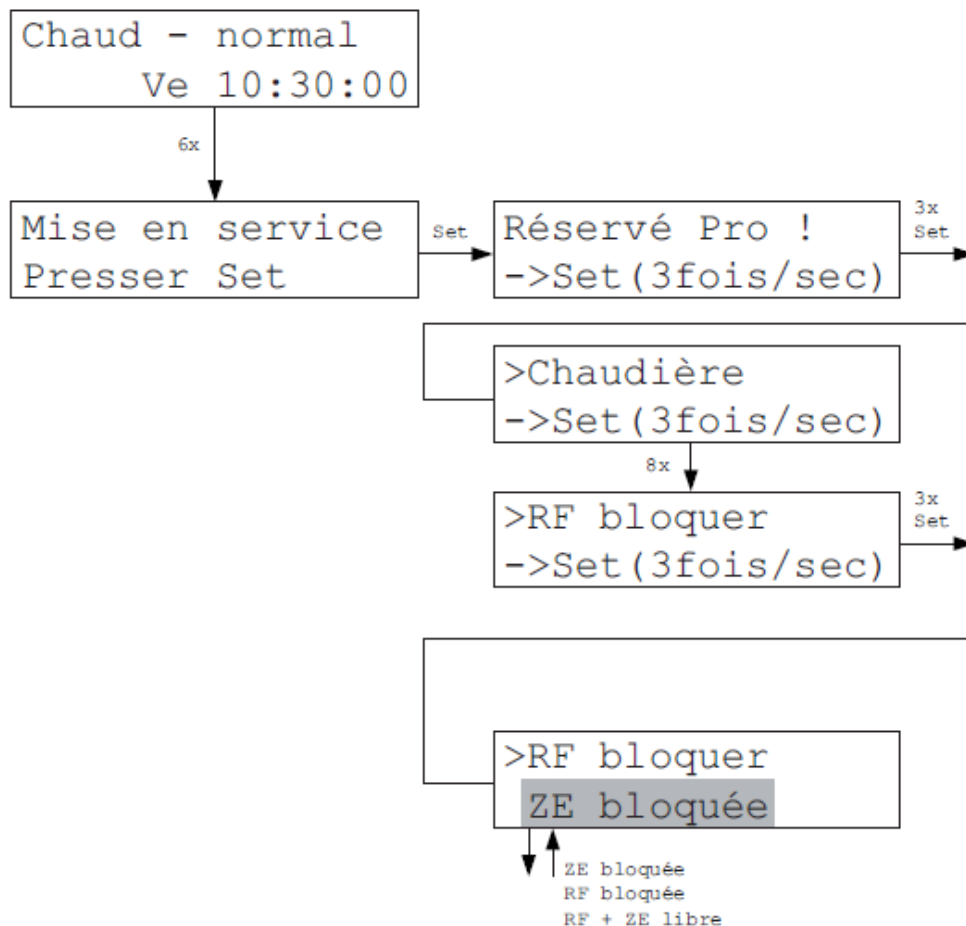 Chaud - normal
Ve 10:30:00
6x
Mise en service
Presser Set
Set
Réservé Pro !
->Set(3fois/sec)
3x
Set
>Chaudière
->Set(3fois/sec)
8x
>RF bloquer
->Set(3fois/sec)
3x
Set
>RF bloquer
ZE bloquée
ZE bloquée
RF bloquée
RF + ZE libre